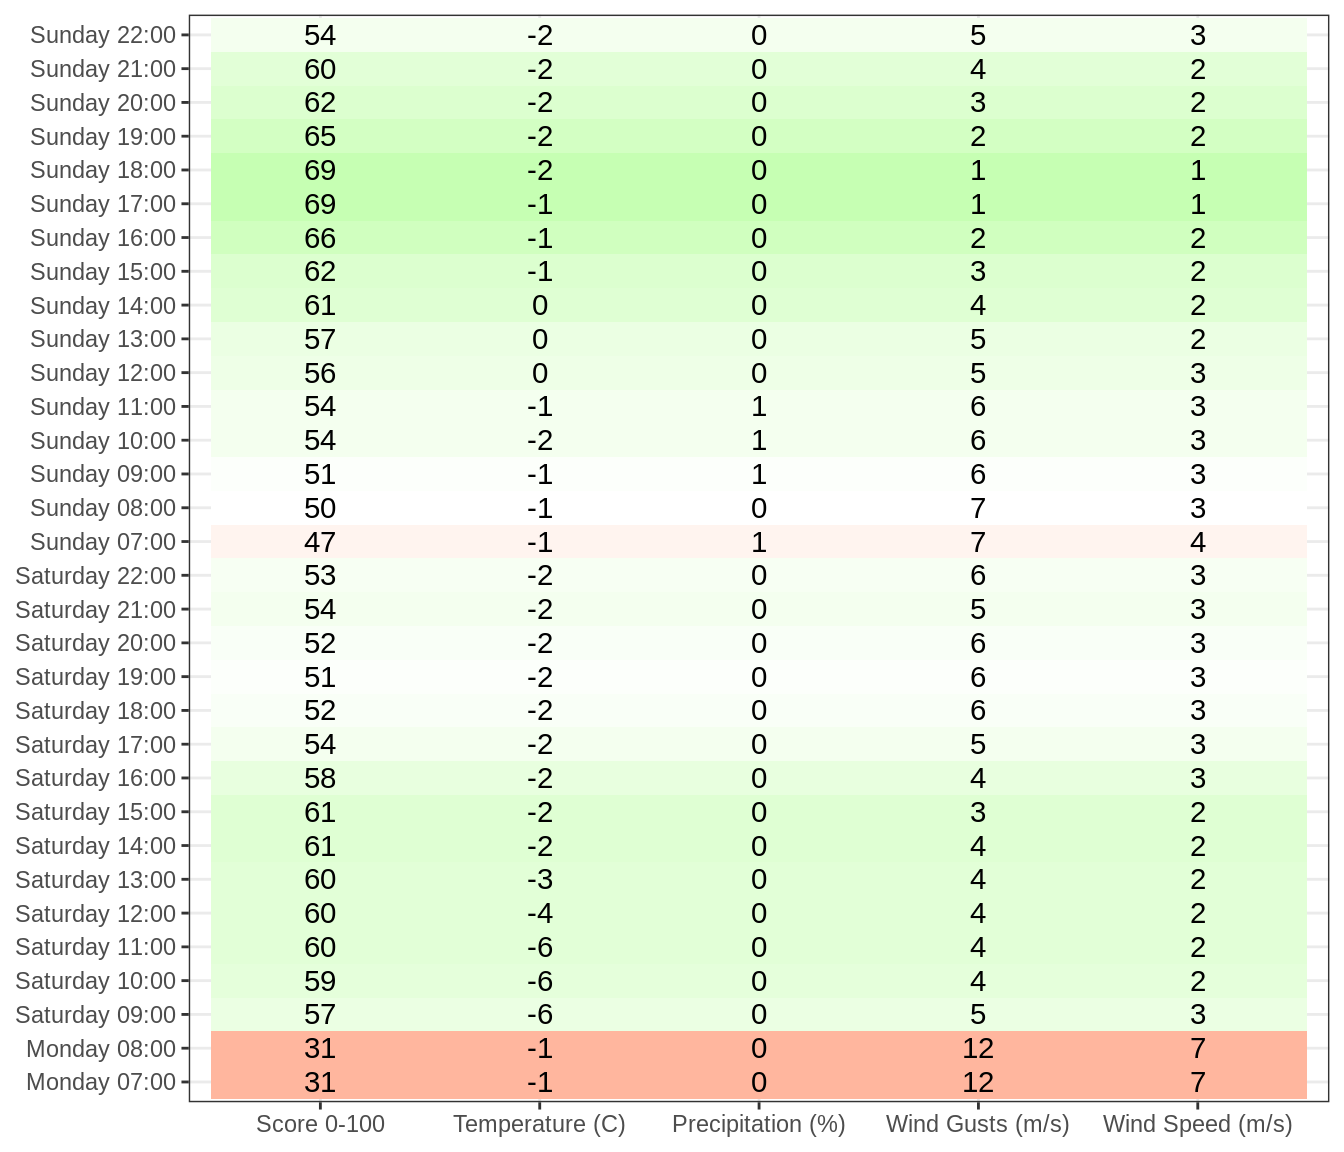 Sunday 22:00 54 -2 0 5 3
Sunday 21:00 60 -2 0 4 2
Sunday 20:00 62 -2 0 3 2
Sunday 19:00 65 -2 0 2 2
Sunday 18:00 69 -2 0 1 1
Sunday 17:00 69 -1 0 1 1
Sunday 16:00 66 -1 0 2 2
Sunday 15:00 62 -1 0 3 2
Sunday 14:00 61 0 0 4 2
Sunday 13:00 57 0 0 5 2
Sunday 12:00 56 0 0 5 3
Sunday 11:00 54 -1 1 6 3
Sunday 10:00 54 -2 1 6 3
Sunday 09:00 51 -1 1 6 3
Sunday 08:00 50 -1 0 7 3
Sunday 07:00 47 -1 1 7 4
Saturday 22:00 53 -2 0 6 3
Saturday 21:00 54 -2 0 5 3
Saturday 20:00 52 -2 0 6 3
Saturday 19:00 51 -2 0 6 3
Saturday 18:00 52 -2 0 6 3
Saturday 17:00 54 -2 0 5 3
Saturday 16:00 58 -2 0 4 3
Saturday 15:00 61 -2 0 3 2
Saturday 14:00 61 -2 0 4 2
Saturday 13:00 60 -3 0 4 2
Saturday 12:00 60 -4 0 4 2
Saturday 11:00 60 -6 0 4 2
Saturday 10:00 59 -6 0 4 2
Saturday 09:00 57 -6 0 5 3
Monday 08:00 31 -1 0 12 7
Monday 07:00 31 -1 0 12 7
Score 0-100 Temperature (C) Precipitation (%) Wind Gusts (m/s) Wind Speed (m/s)